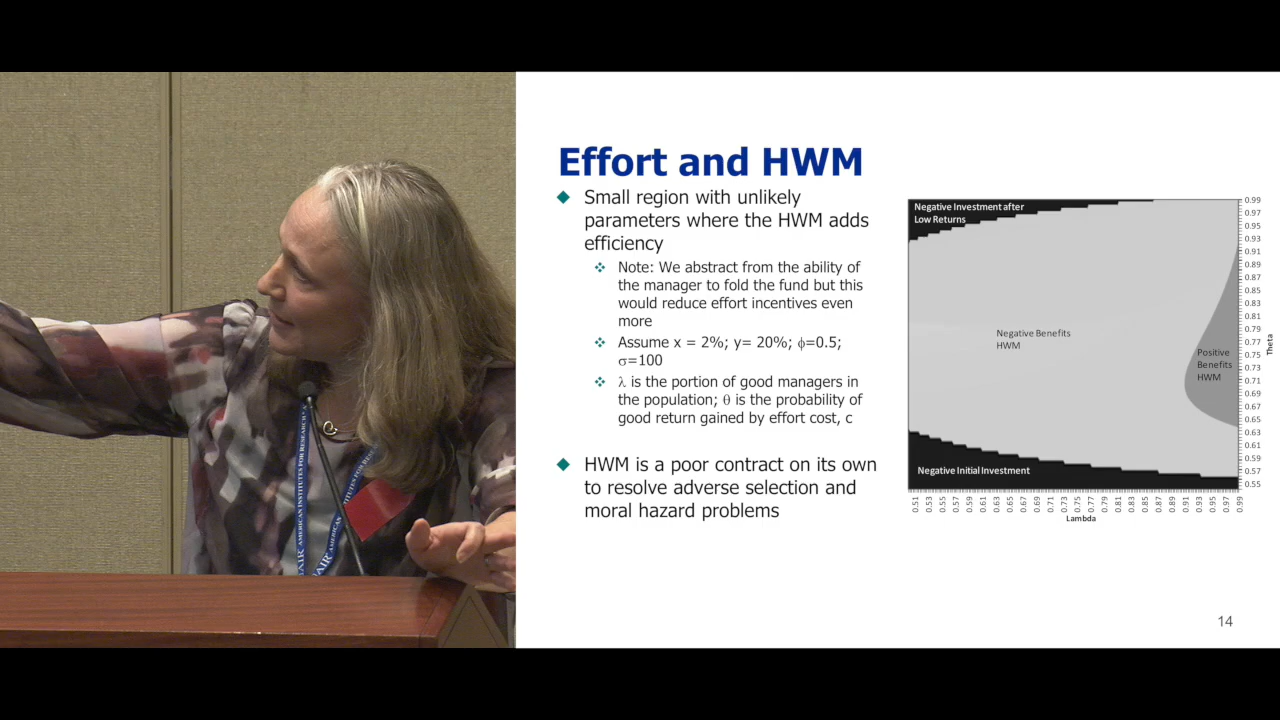 Effort and HWM
Small region with unlikely
parameters where the HWM adds
efficiency
Note: We abstract from the ability of
the manager to fold the fund but this
would reduce effort incentives even
more
Assume x = 2%; y= 20%; ϕ=0.5;
σ=100
λ is the portion of good managers in
the population; θ is the probability of
good return gained by effort cost, c
HWM is a poor contract on its own
to resolve adverse selection and
moral hazard problems
Negative Investment after
Low Returns
Negative Benefits
HWM
Positive
Benefits
HWM
Negative Initial Investment
0.99
0.97
0.95
0.93
0.91
0.89
0.87
0.85
0.83
0.81
0.79
0.77
0.75
0.73
0.71
0.69
0.67
0.65
0.63
0.61
0.59
0.57
0.55
Theta
0.51 0.53 0.55 0.57 0.59 0.61 0.63 0.65 0.67 0.69 0.71 0.73 0.75 0.77 0.79 0.81 0.83 0.85 0.87 0.89 0.91 0.93 0.95 0.97 0.99
Lambda
14
AMERICAN INSTITUTES FOR RESEARCH
AIR
AMERICAN